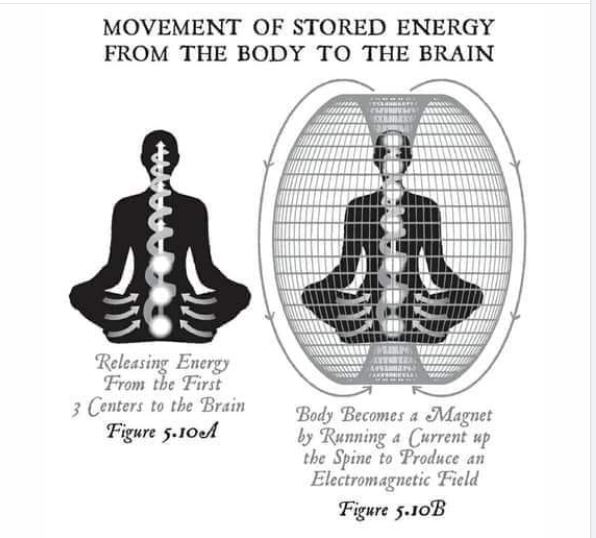 MOVEMENT OF STORED ENERGY
FROM THE BODY TO THE BRAIN
Releasing Energy
From the First
3 Centers to the Brain
Figure 5.10A
Body Becomes a Magnet
by Running a Current up
the Spine to Produce an
Electromagnetic Field
Figure 5.10B